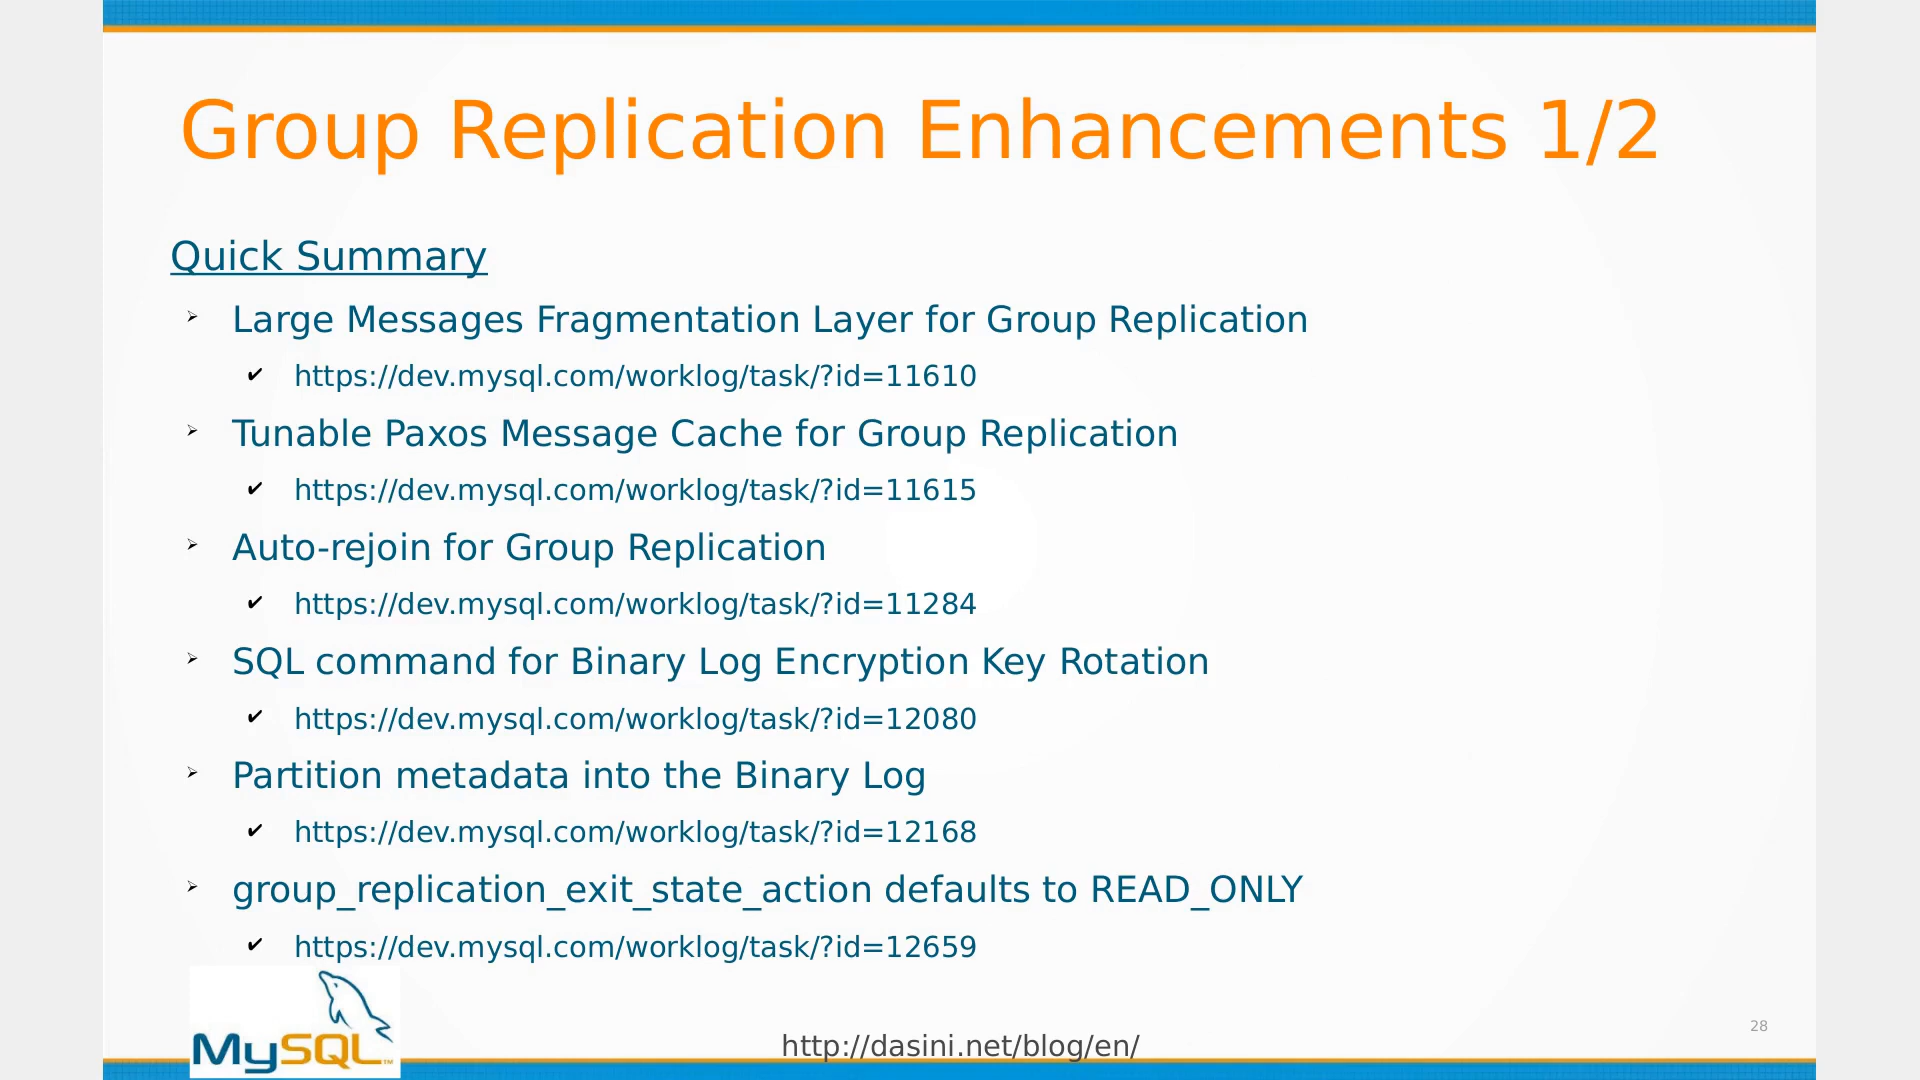 Group Replication Enhancements 1/2
Quick Summary
➢ Large Messages Fragmentation Layer for Group Replication
✔ https://dev.mysql.com/worklog/task/?id=11610
➢ Tunable Paxos Message Cache for Group Replication
✔ https://dev.mysql.com/worklog/task/?id=11615
➢ Auto-rejoin for Group Replication
✔ https://dev.mysql.com/worklog/task/?id=11284
➢ SQL command for Binary Log Encryption Key Rotation
✔ https://dev.mysql.com/worklog/task/?id=12080
➢ Partition metadata into the Binary Log
✔ https://dev.mysql.com/worklog/task/?id=12168
➢ group_replication_exit_state_action defaults to READ_ONLY
✔ https://dev.mysql.com/worklog/task/?id=12659
MySQL™
http://dasini.net/blog/en/
28